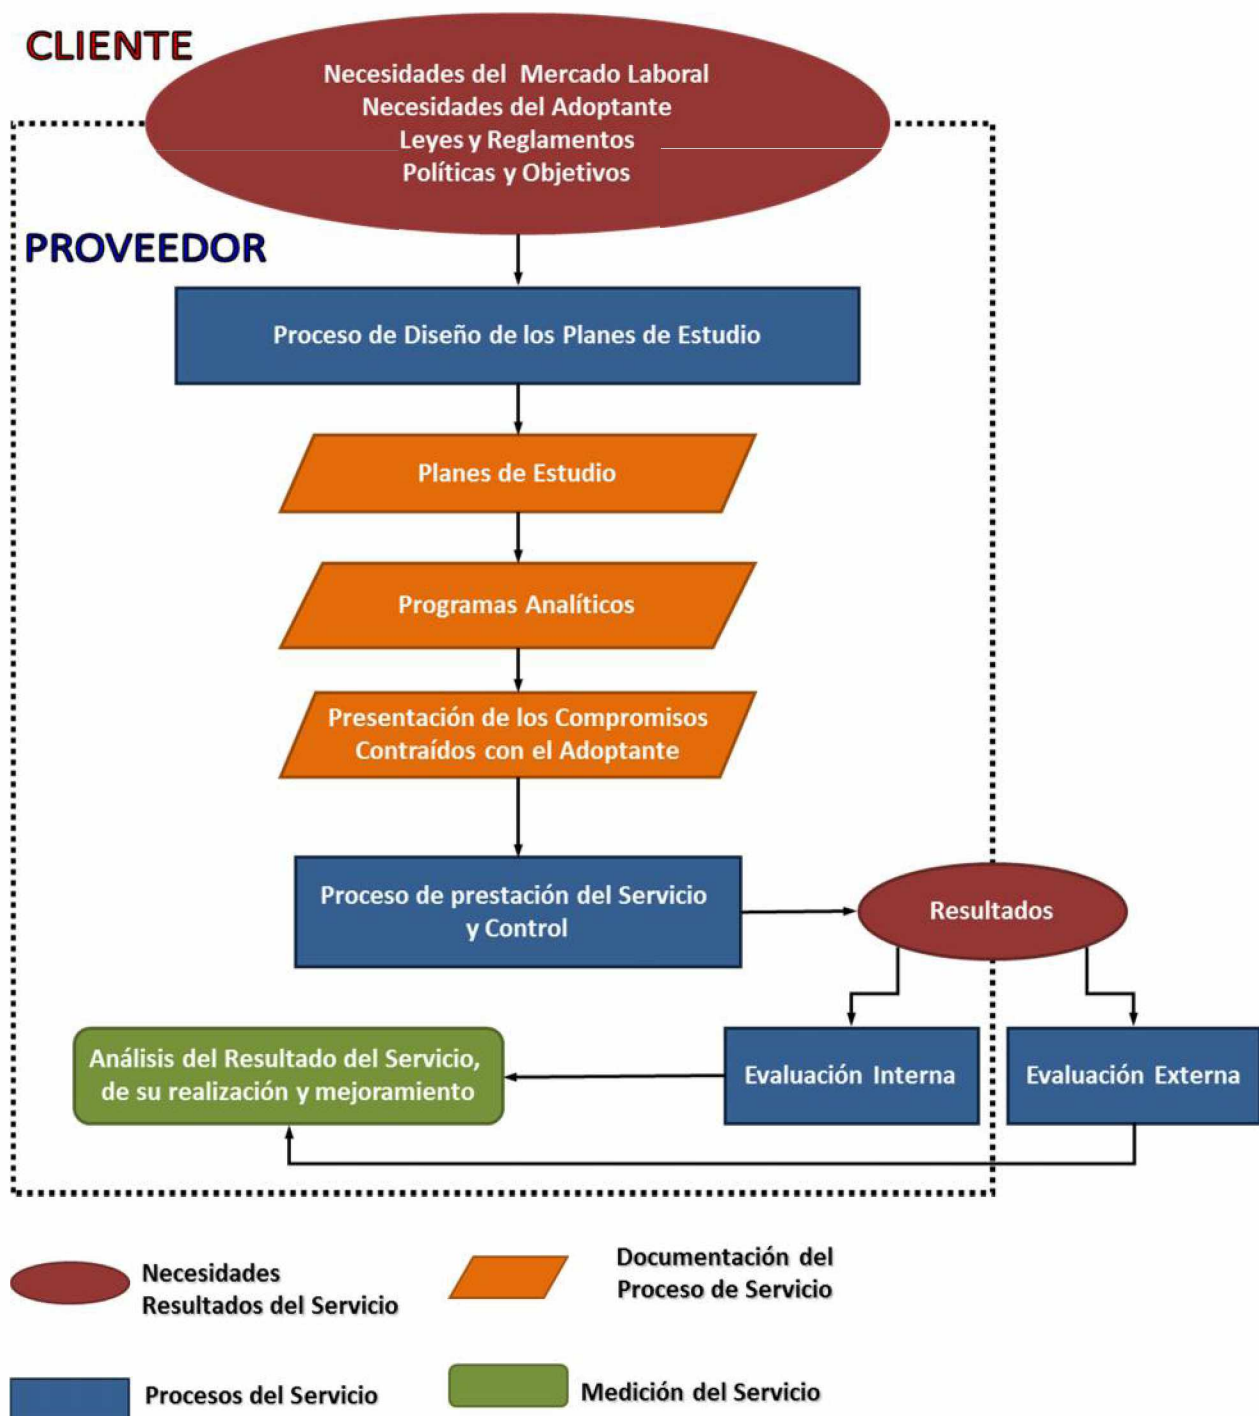 CLIENTE
Necesidades del Mercado Laboral
Necesidades del Adoptante
Leyes y Reglamentos
Políticas y Objetivos
PROVEEDOR
Proceso de Diseño de los Planes de Estudio
Planes de Estudio
Programas Analíticos
Presentación de los Compromisos
Contraídos con el Adoptante
Proceso de prestación del Servicio
y Control
Resultados
Análisis del Resultado del Servicio,
de su realización y mejoramiento
Evaluación Interna
Evaluación Externa
Necesidades
Resultados del Servicio
Documentación del
Proceso de Servicio
Procesos del Servicio
Medición del Servicio